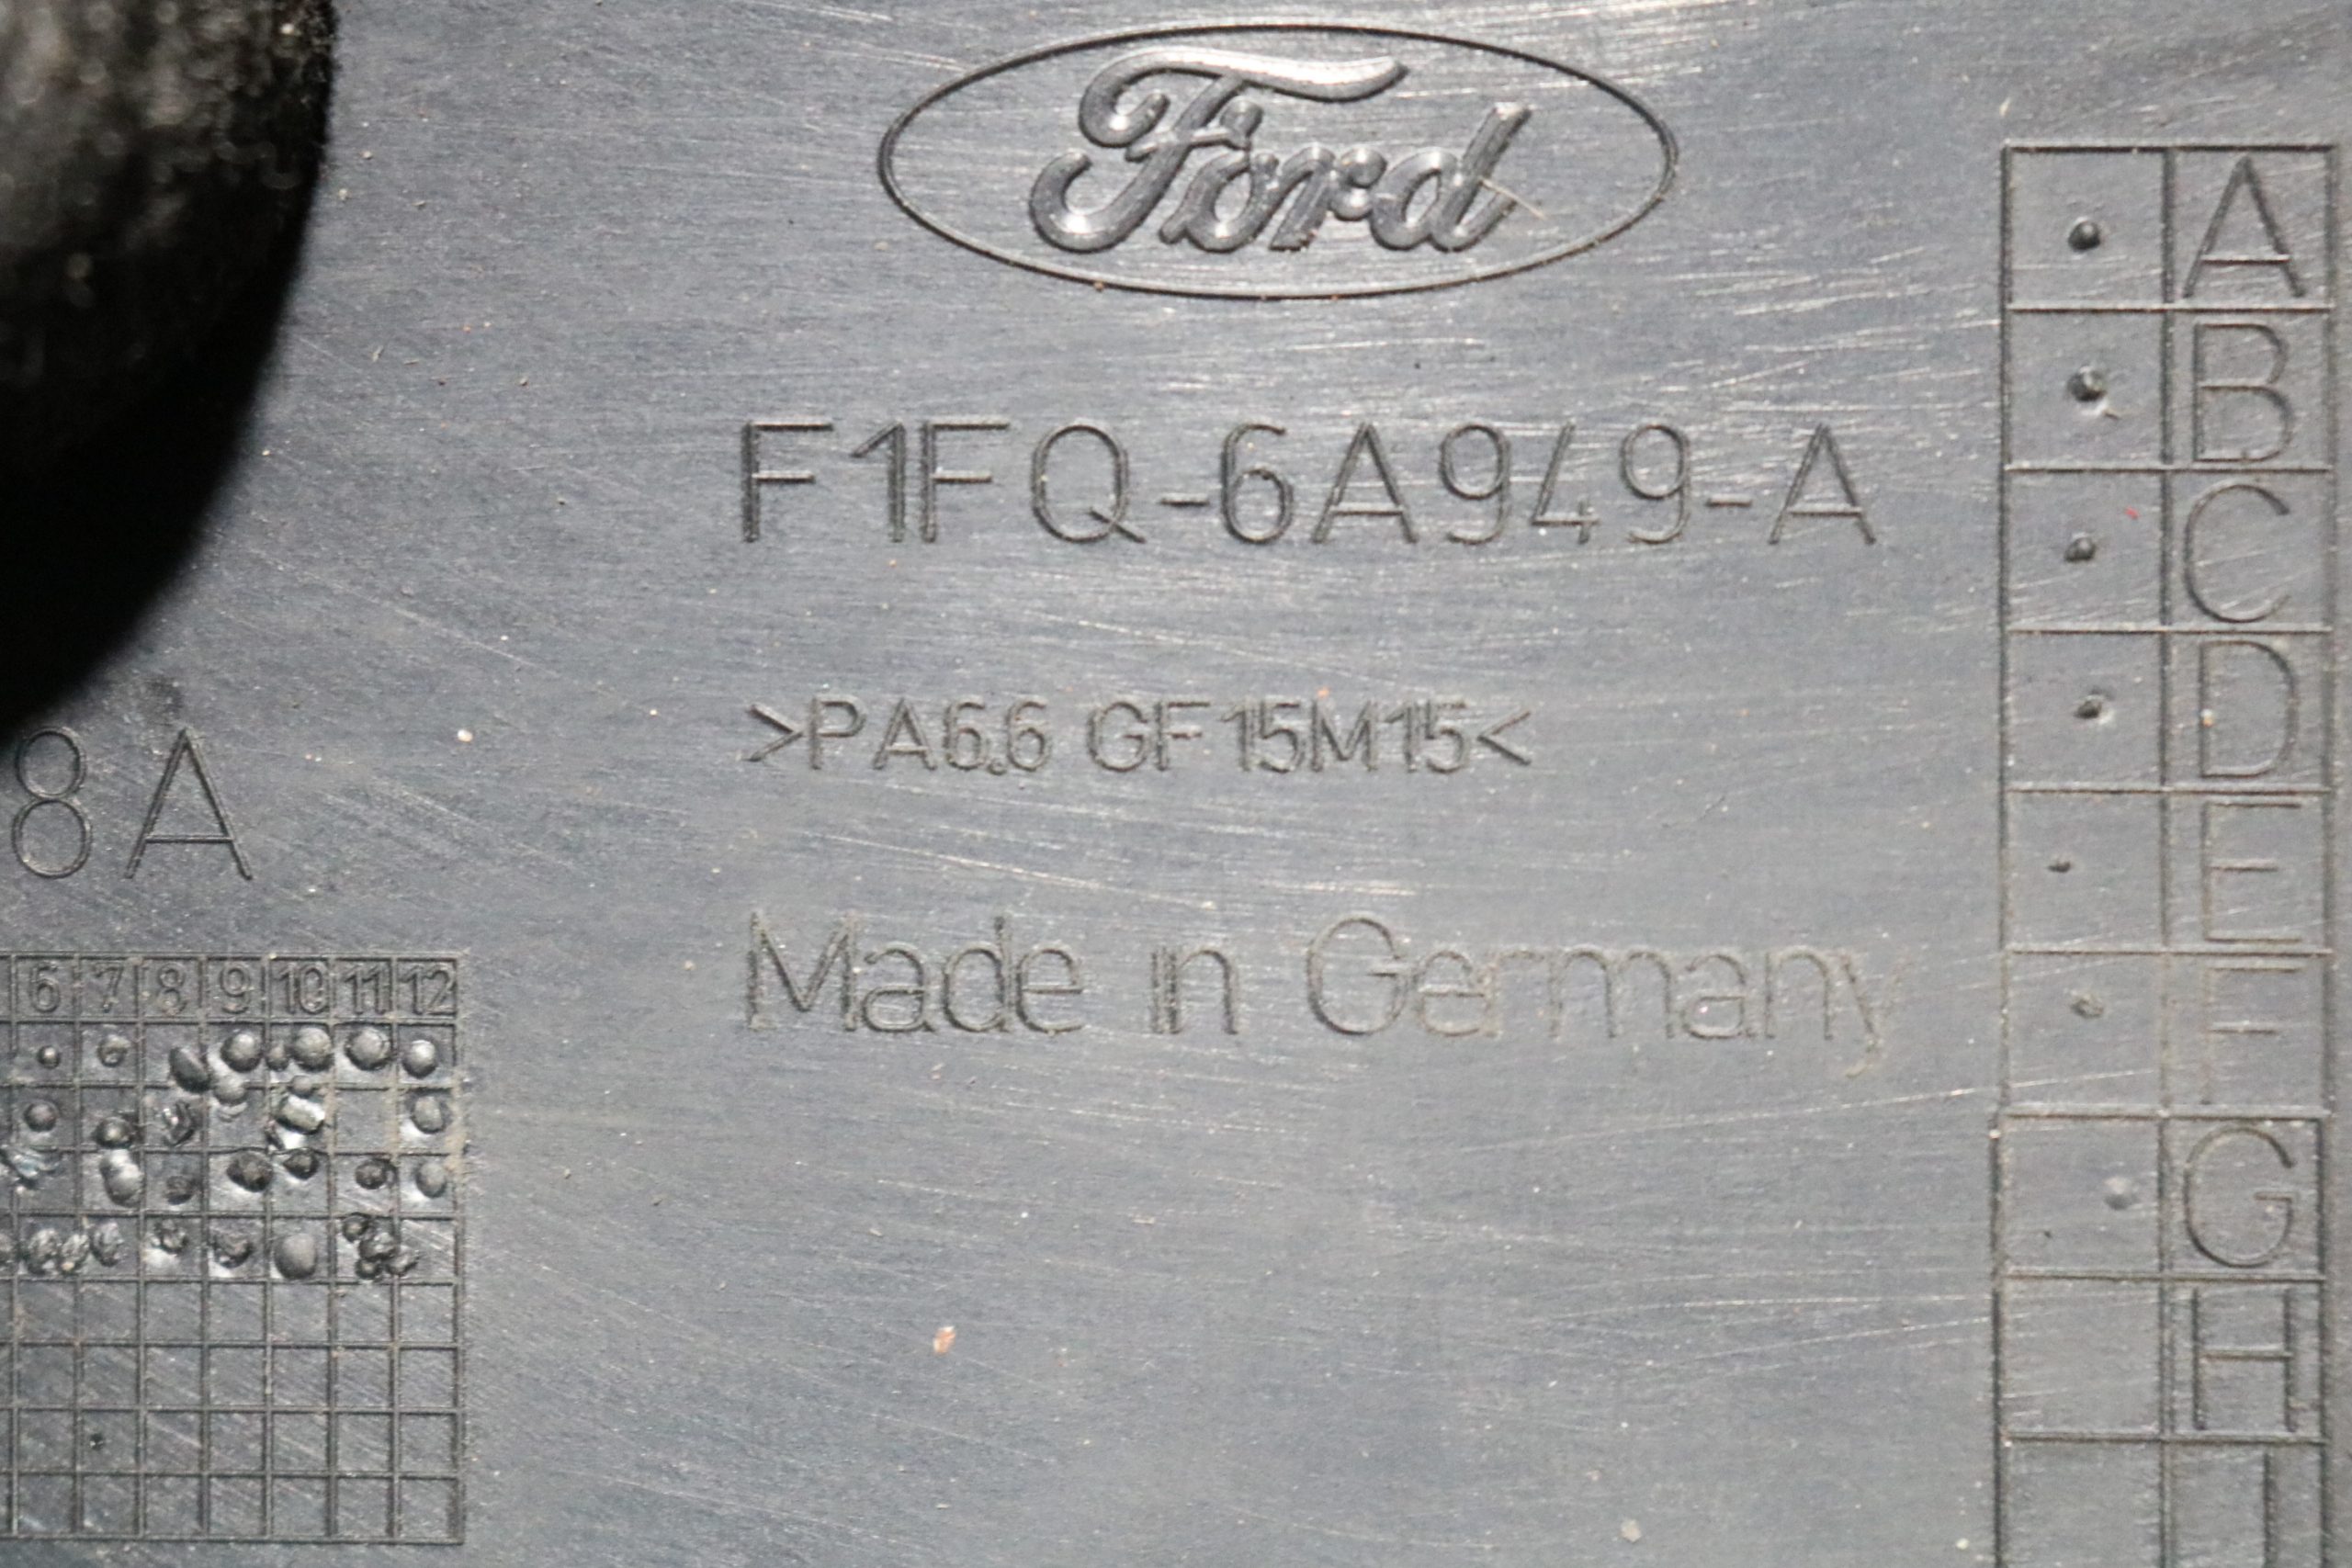 Ford
F1FQ-6A949-A
>PA6.6 GF15M15<
8A
Made in Germany
6 7 8 9 10 11 12
A
B
C
D
E
F
G
H